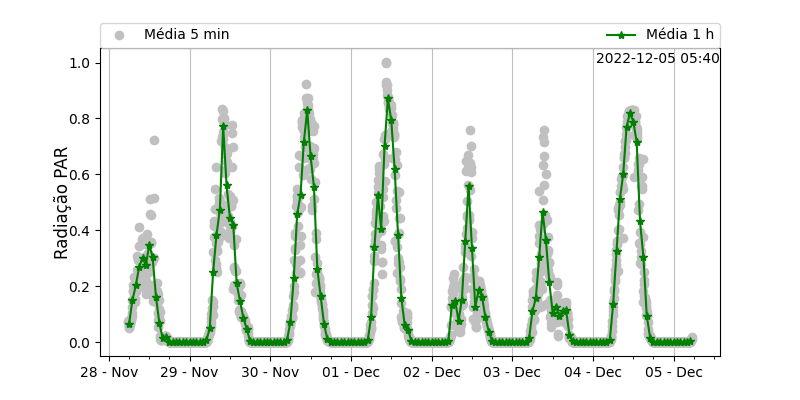 Média 5 min
Média 1 h
2022-12-05 05:40
Radiação PAR
1.0
0.8
0.6
0.4
0.2
0.0
28 - Nov
29 - Nov
30 - Nov
01 - Dec
02 - Dec
03 - Dec
04 - Dec
05 - Dec